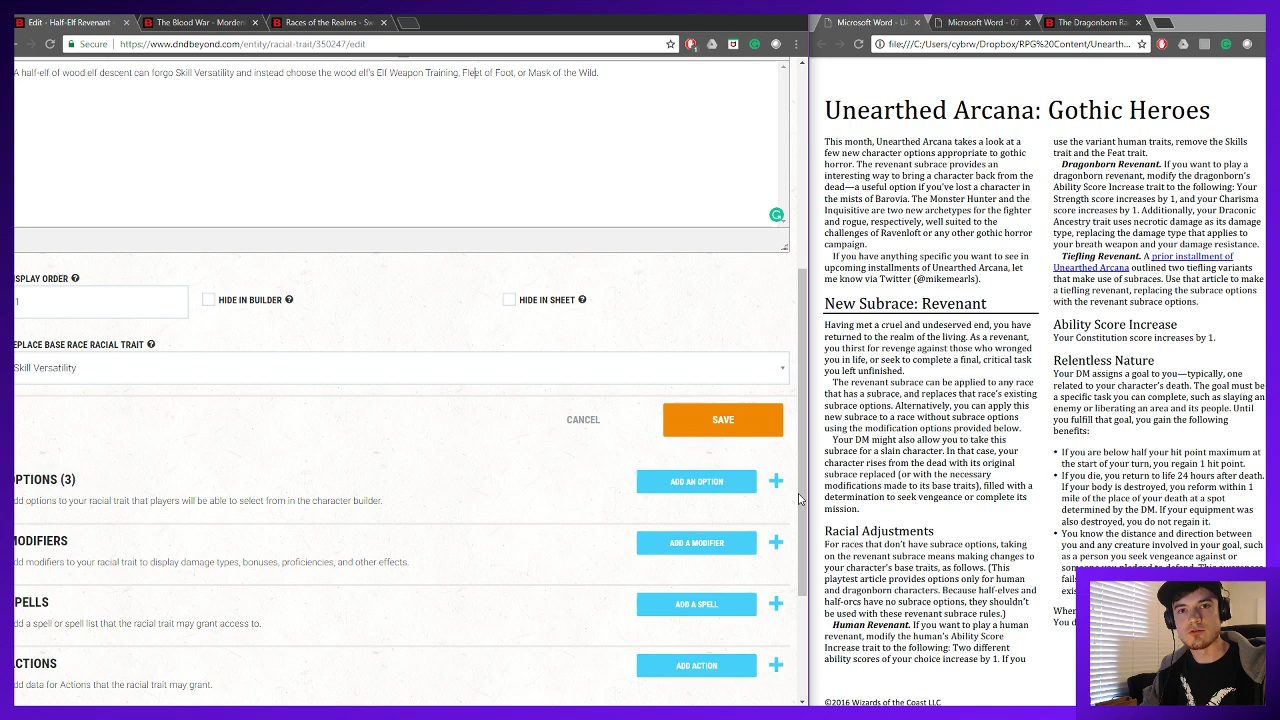 Edit - Half-Elf Revenant -
The Blood War - Morden
Races of the Realms - Sw
Secure
https://www.dndbeyond.com/entity/racial-trait/350247/edit
A half-elf of wood elf descent can forgo Skill Versatility and instead choose the wood elf's Elf Weapon Training, Fleet of Foot, or Mask of the Wild.
ISPLAY ORDER
1
HIDE IN BUILDER
HIDE IN SHEET
EPLACE BASE RACE RACIAL TRAIT
Skill Versatility
CANCEL
SAVE
OPTIONS (3)
ADD AN OPTION
dd options to your racial trait that players will be able to select from in the character builder.
MODIFIERS
ADD A MODIFIER
dd modifiers to your racial trait to display damage types, bonuses, proficiencies, and other effects.
SPELLS
ADD A SPELL
dd a spell or spell list that the racial trait may grant access to.
ACTIONS
ADD ACTION
dd data for Actions that the racial trait may grant.
Microsoft Word - UA
Microsoft Word - 07
The Dragonborn Rac
file:///C:/Users/cybrw/Dropbox/RPG%20Content/Unearth...
Unearthed Arcana: Gothic Heroes
This month, Unearthed Arcana takes a look at a
few new character options appropriate to gothic
horror. The revenant subrace provides an
interesting way to bring a character back from the
dead—a useful option if you've lost a character in
the mists of Barovia. The Monster Hunter and the
Inquisitive are two new archetypes for the fighter
and rogue, respectively, well suited to the
challenges of Ravenloft or any other gothic horror
campaign.
If you have anything specific you want to see in
upcoming installments of Unearthed Arcana, let
me know via Twitter (@mikemearls).
New Subrace: Revenant
Having met a cruel and undeserved end, you have
returned to the realm of the living. As a revenant,
you thirst for revenge against those who wronged
you in life, or seek to complete a final, critical task
you left unfinished.
The revenant subrace can be applied to any race
that has a subrace, and replaces that race's existing
subrace options. Alternatively, you can apply this
new subrace to a race without subrace options
using the modification options provided below.
Your DM might also allow you to take this
subrace for a slain character. In that case, your
character rises from the dead with its original
subrace replaced (or with the necessary
modifications made to its base traits), filled with a
determination to seek vengeance or complete its
mission.
Racial Adjustments
For races that don't have subrace options, taking
on the revenant subrace means making changes to
your character's base traits, as follows. (This
playtest article provides options only for human
and dragonborn characters. Because half-elves and
half-orcs have no subrace options, they shouldn't
be used with these revenant subrace rules.)
Human Revenant. If you want to play a human
revenant, modify the human's Ability Score
Increase trait to the following: Two different
ability scores of your choice increase by 1. If you
©2016 Wizards of the Coast LLC
use the variant human traits, remove the Skills
trait and the Feat trait.
Dragonborn Revenant. If you want to play a
dragonborn revenant, modify the dragonborn's
Ability Score Increase trait to the following: Your
Strength score increases by 1, and your Charisma
score increases by 1. Additionally, your Draconic
Ancestry trait uses necrotic damage as its damage
type, replacing the damage type that applies to
your breath weapon and your damage resistance.
Tiefling Revenant. A prior installment of
Unearthed Arcana outlined two tiefling variants
that make use of subraces. Use that article to make
a tiefling revenant, replacing the subrace options
with the revenant subrace options.
Ability Score Increase
Your Constitution score increases by 1.
Relentless Nature
Your DM assigns a goal to you—typically, one
related to your character's death. The goal must be
a specific task you can complete, such as slaying an
enemy or liberating an area and its people. Until
you fulfill that goal, you gain the following
benefits:
• If you are below half your hit point maximum at
the start of your turn, you regain 1 hit point.
• If you die, you return to life 24 hours after death.
If your body is destroyed, you reform within 1
mile of the place of your death at a spot
determined by the DM. If your equipment was
also destroyed, you do not regain it.
• You know the distance and direction between
you and any creature involved in your goal, such
as a person you seek vengeance against or